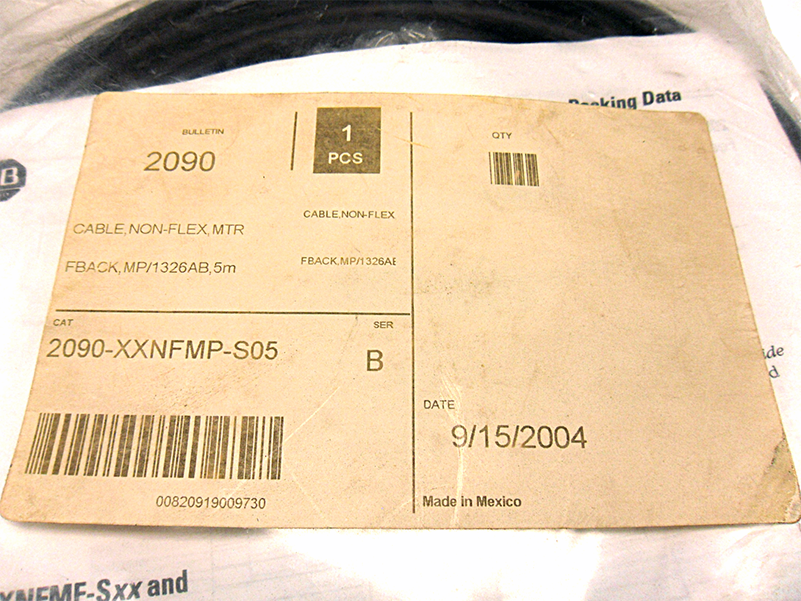 Packing Data
BULLETIN
2090
1
PCS
QTY
CABLE,NON-FLEX,MTR
CABLE,NON-FLEX
FBACK,MP/1326AB,5m
FBACK,MP/1326AB
CAT
SER
2090-XXNFMP-S05
B
DATE
9/15/2004
00820919009730
Made in Mexico
B
XNFMF-Sxx and